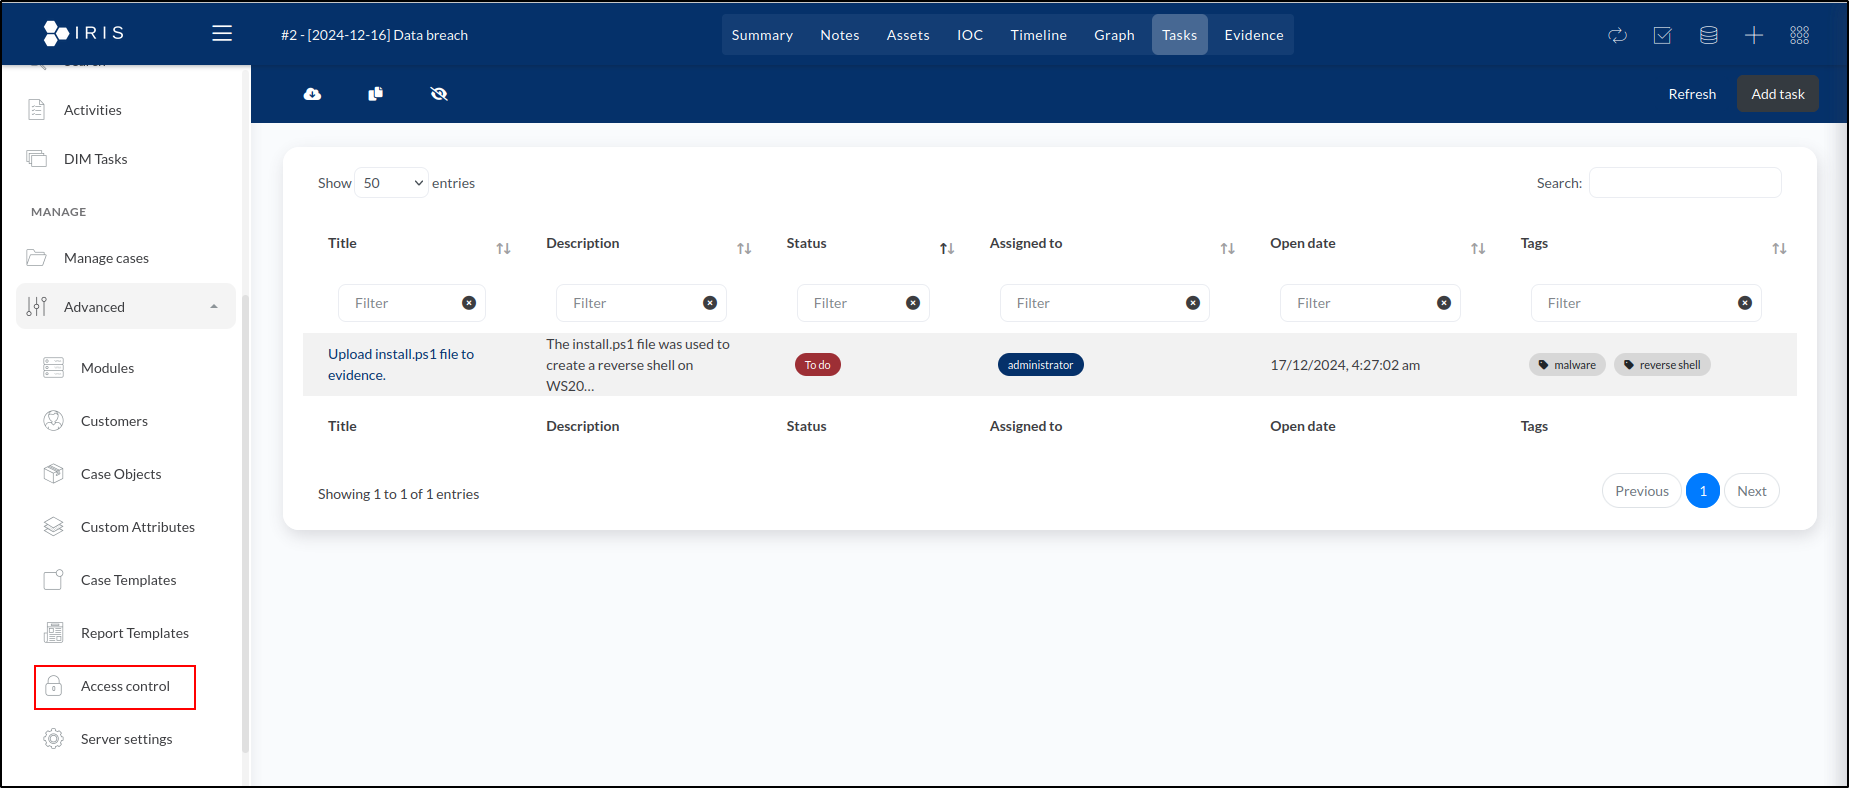 IRIS
#2 - [2024-12-16] Data breach
Summary Notes Assets IOC Timeline Graph Tasks Evidence
Refresh Add task
Search
Activities
DIM Tasks
MANAGE
Manage cases
Advanced
Modules
Customers
Case Objects
Custom Attributes
Case Templates
Report Templates
Access control
Server settings
Show 50 entries
Search:
Title Description Status Assigned to Open date Tags
Filter Filter Filter Filter Filter Filter
Upload install.ps1 file to
evidence.
The install.ps1 file was used to
create a reverse shell on
WS20...
To do
administrator
17/12/2024, 4:27:02 am
malware reverse shell
Title Description Status Assigned to Open date Tags
Showing 1 to 1 of 1 entries
Previous 1 Next